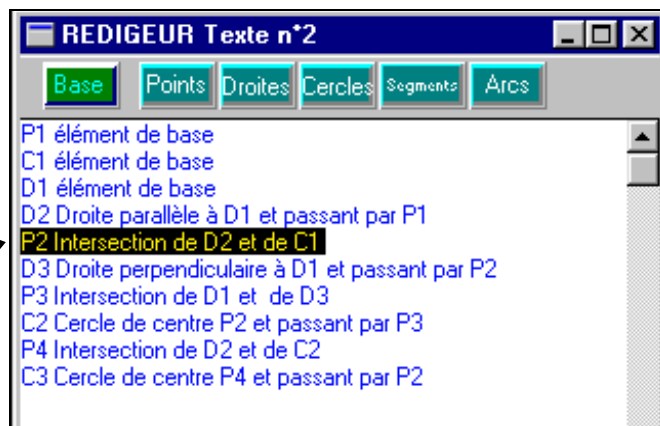 REDIGEUR Texte n°2
Base Points Droites Cercles Segments Arcs
P1 élément de base
C1 élément de base
D1 élément de base
D2 Droite parallèle à D1 et passant par P1
P2 Intersection de D2 et de C1
D3 Droite perpendiculaire à D1 et passant par P2
P3 Intersection de D1 et de D3
C2 Cercle de centre P2 et passant par P3
P4 Intersection de D2 et de C2
C3 Cercle de centre P4 et passant par P2